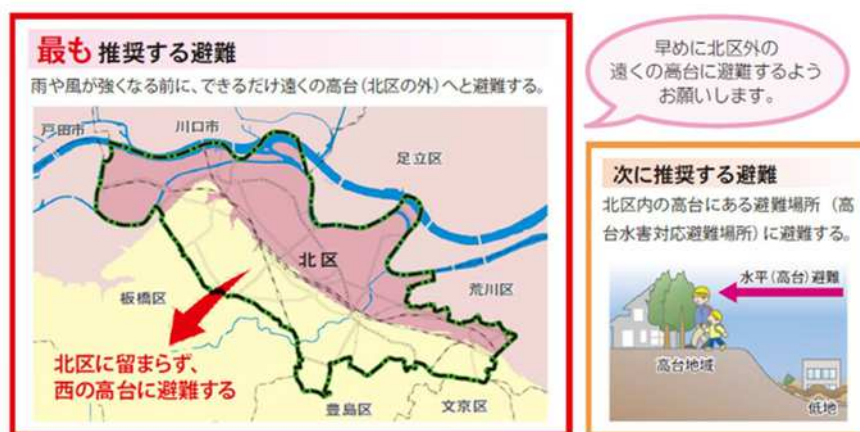 最も 推奨する避難
雨や風が強くなる前に、できるだけ遠くの高台(北区の外)へと避難する。
戸田市
川口市
足立区
北区
板橋区
荒川区
北区に留まらず、
西の高台に避難する
豊島区
文京区
早めに北区外の
遠くの高台に避難するよう
お願いします。
次に推奨する避難
北区内の高台にある避難場所(高
台水害対応避難場所)に避難する。
水平(高台)避難
高台地域
低地